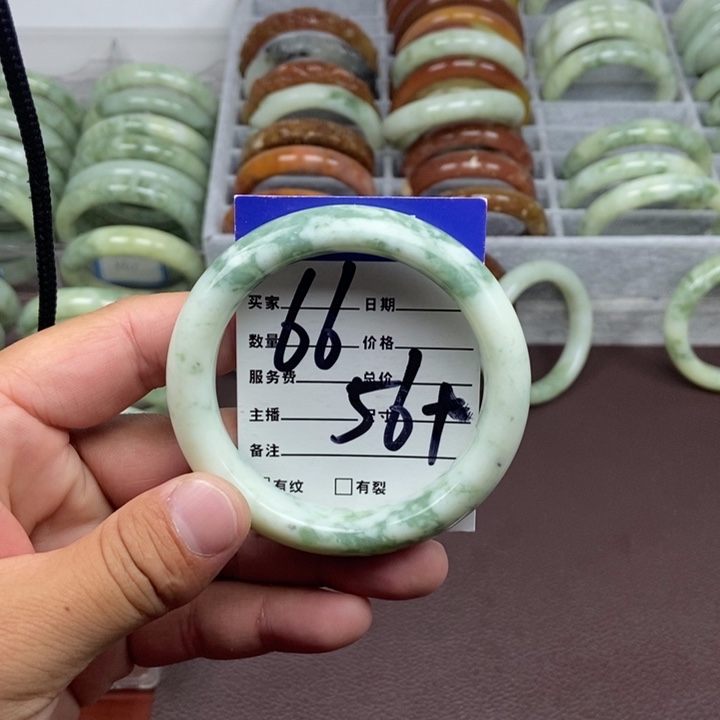 买家 日期
66
数量 价格
服务费 总价
56+
主播 尺寸
备注
有纹 □有裂